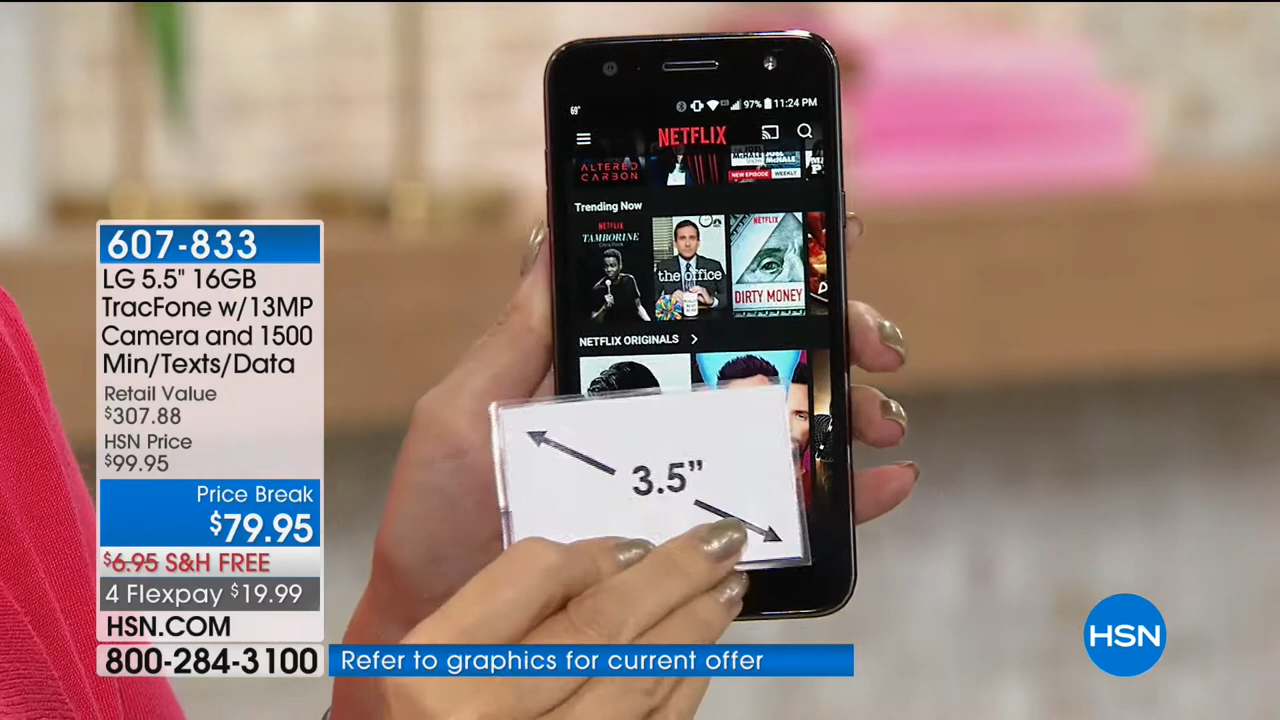 69°
97% 11:24 PM
NETFLIX
ALTERED
CARBON
NEW EPISODE WEEKLY
Trending Now
NETFLIX
TAMBORINE
the office
NETFLIX
DIRTY MONEY
NETFLIX ORIGINALS
3.5”
607-833
LG 5.5" 16GB
TracFone w/13MP
Camera and 1500
Min/Texts/Data
Retail Value
$307.88
HSN Price
$99.95
Price Break
$79.95
$6.95 S&H FREE
4 Flexpay $19.99
HSN.COM
800-284-3100
Refer to graphics for current offer
HSN